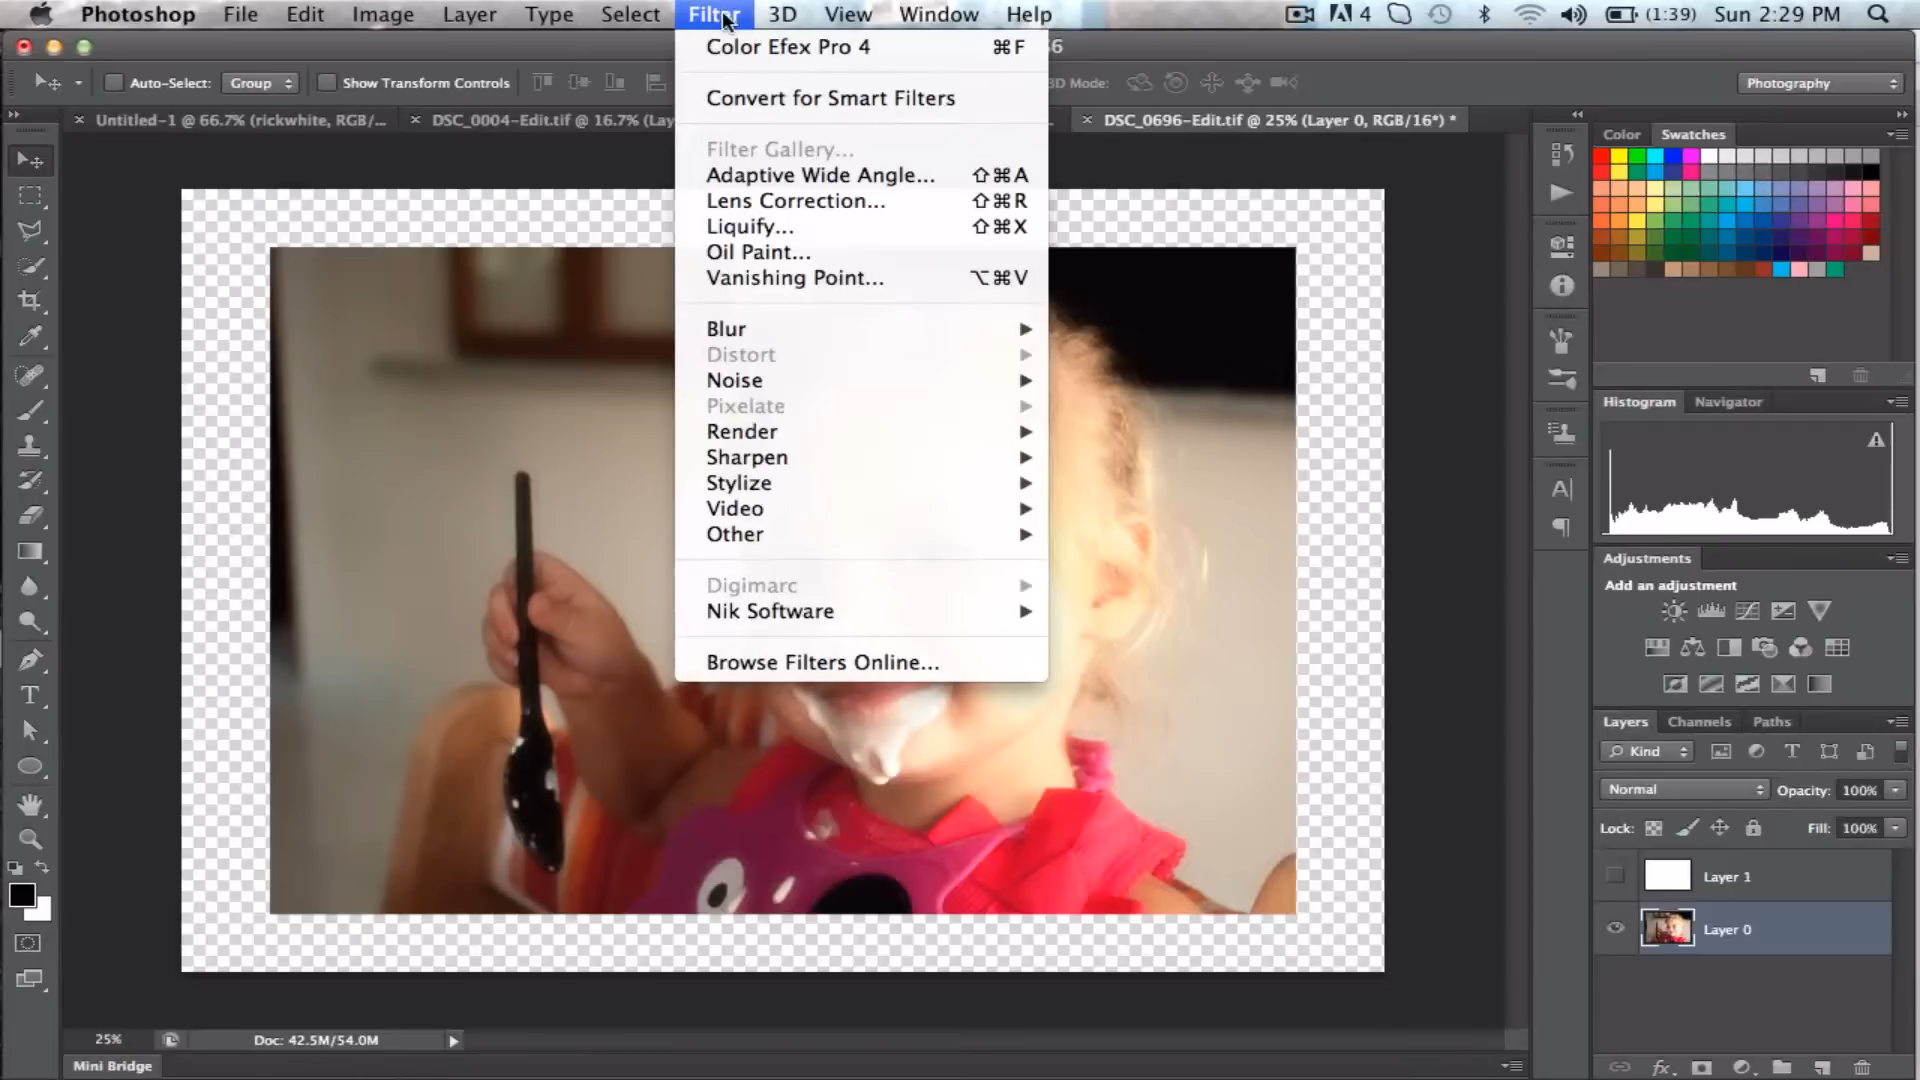 Photoshop File Edit Image Layer Type Select Filter 3D View Window Help 4 (1:39) Sun 2:29 PM
Color Efex Pro 4 ⌘F
Auto-Select: Group Show Transform Controls 3D Mode: Photography
Convert for Smart Filters
Untitled-1 @ 66.7% (rickwhite, RGB/... DSC_0004-Edit.tif @ 16.7% (Lay DSC_0696-Edit.tif @ 25% (Layer 0, RGB/16*) *
Color Swatches
Filter Gallery...
Adaptive Wide Angle... ⇧⌘A
Lens Correction... ⇧⌘R
Liquify... ⇧⌘X
Oil Paint...
Vanishing Point... ⌥⌘V
Blur
Distort
Noise
Pixelate
Render
Sharpen
Stylize
Video
Other
Digimarc
Nik Software
Browse Filters Online...
Histogram Navigator
Adjustments
Add an adjustment
Layers Channels Paths
Kind
Normal Opacity: 100%
Lock: Fill: 100%
Layer 1
Layer 0
25% Doc: 42.5M/54.0M
Mini Bridge